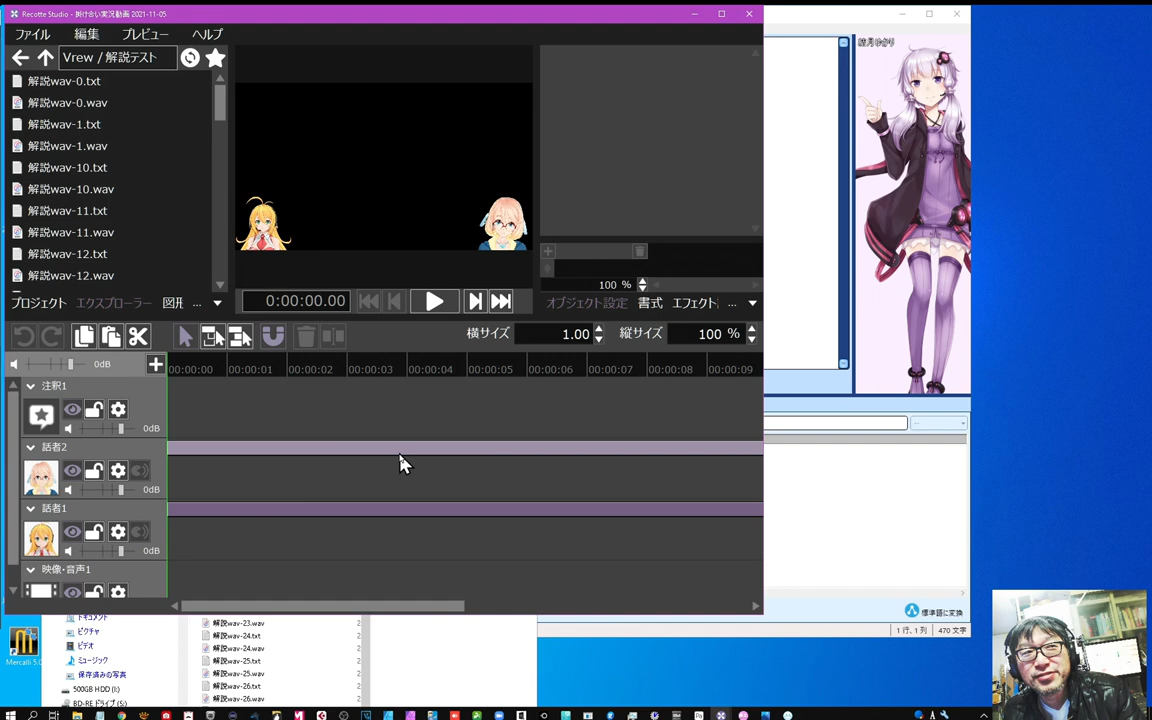 Recotte Studio - 掛け合い実況動画 2021-11-05
ファイル 編集 プレビュー ヘルプ
Vrew / 解説テスト
解説wav-0.txt
解説wav-0.wav
解説wav-1.txt
解説wav-1.wav
解説wav-10.txt
解説wav-10.wav
解説wav-11.txt
解説wav-11.wav
解説wav-12.txt
解説wav-12.wav
結月ゆかり
100 %
プロジェクト エクスプローラー 図形 ...
0:00:00.00
オブジェクト設定 書式 エフェクト ...
横サイズ 1.00 縦サイズ 100 %
0dB
00:00:00 00:00:01 00:00:02 00:00:03 00:00:04 00:00:05 00:00:06 00:00:07 00:00:08 00:00:09
注釈1
0dB
話者2
0dB
話者1
0dB
映像・音声1
標準語に変換
1 行, 1 列 470 文字
ドキュメント
ピクチャ
ビデオ
ミュージック
保存済みの写真
500GB HDD (I:)
BD-RE ドライブ (S:)
解説wav-23.wav 2
解説wav-24.txt 2
解説wav-24.wav 2
解説wav-25.txt 2
解説wav-25.wav 2
解説wav-26.txt 2
解説wav-26.wav 2
Mercalli 5.0